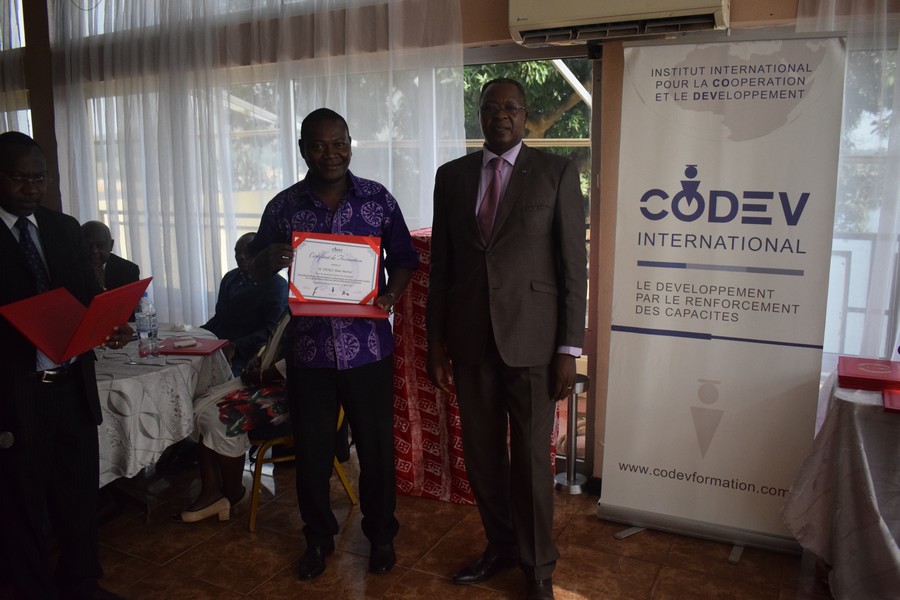 Certificat de Formation
INSTITUT INTERNATIONAL
POUR LA COOPERATION
ET LE DEVELOPPEMENT
CODEV
INTERNATIONAL
LE DEVELOPPEMENT
PAR LE RENFORCEMENT
DES CAPACITES
www.codevformation.com